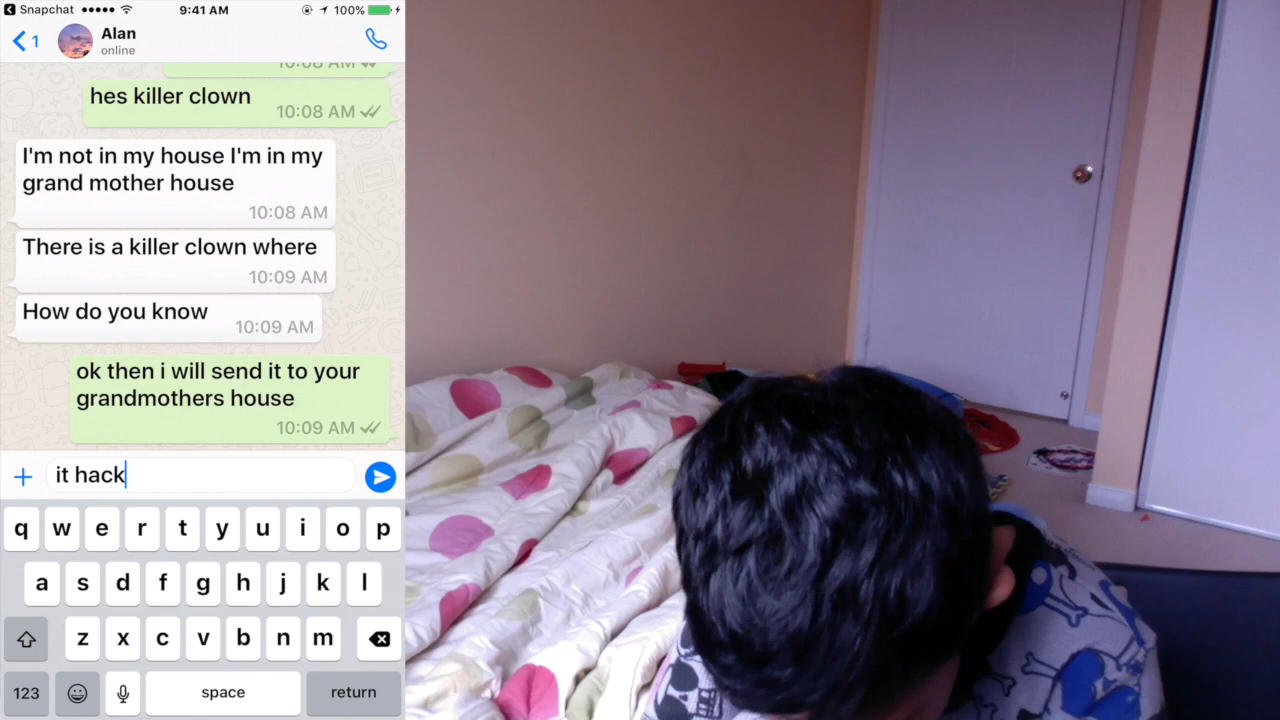 Snapchat 9:41 AM 100%
1 Alan
online
10:08 AM
hes killer clown
10:08 AM
I'm not in my house I'm in my
grand mother house
10:08 AM
There is a killer clown where
10:09 AM
How do you know
10:09 AM
ok then i will send it to your
grandmothers house
10:09 AM
it hack
q w e r t y u i o p
a s d f g h j k l
z x c v b n m
123 space return